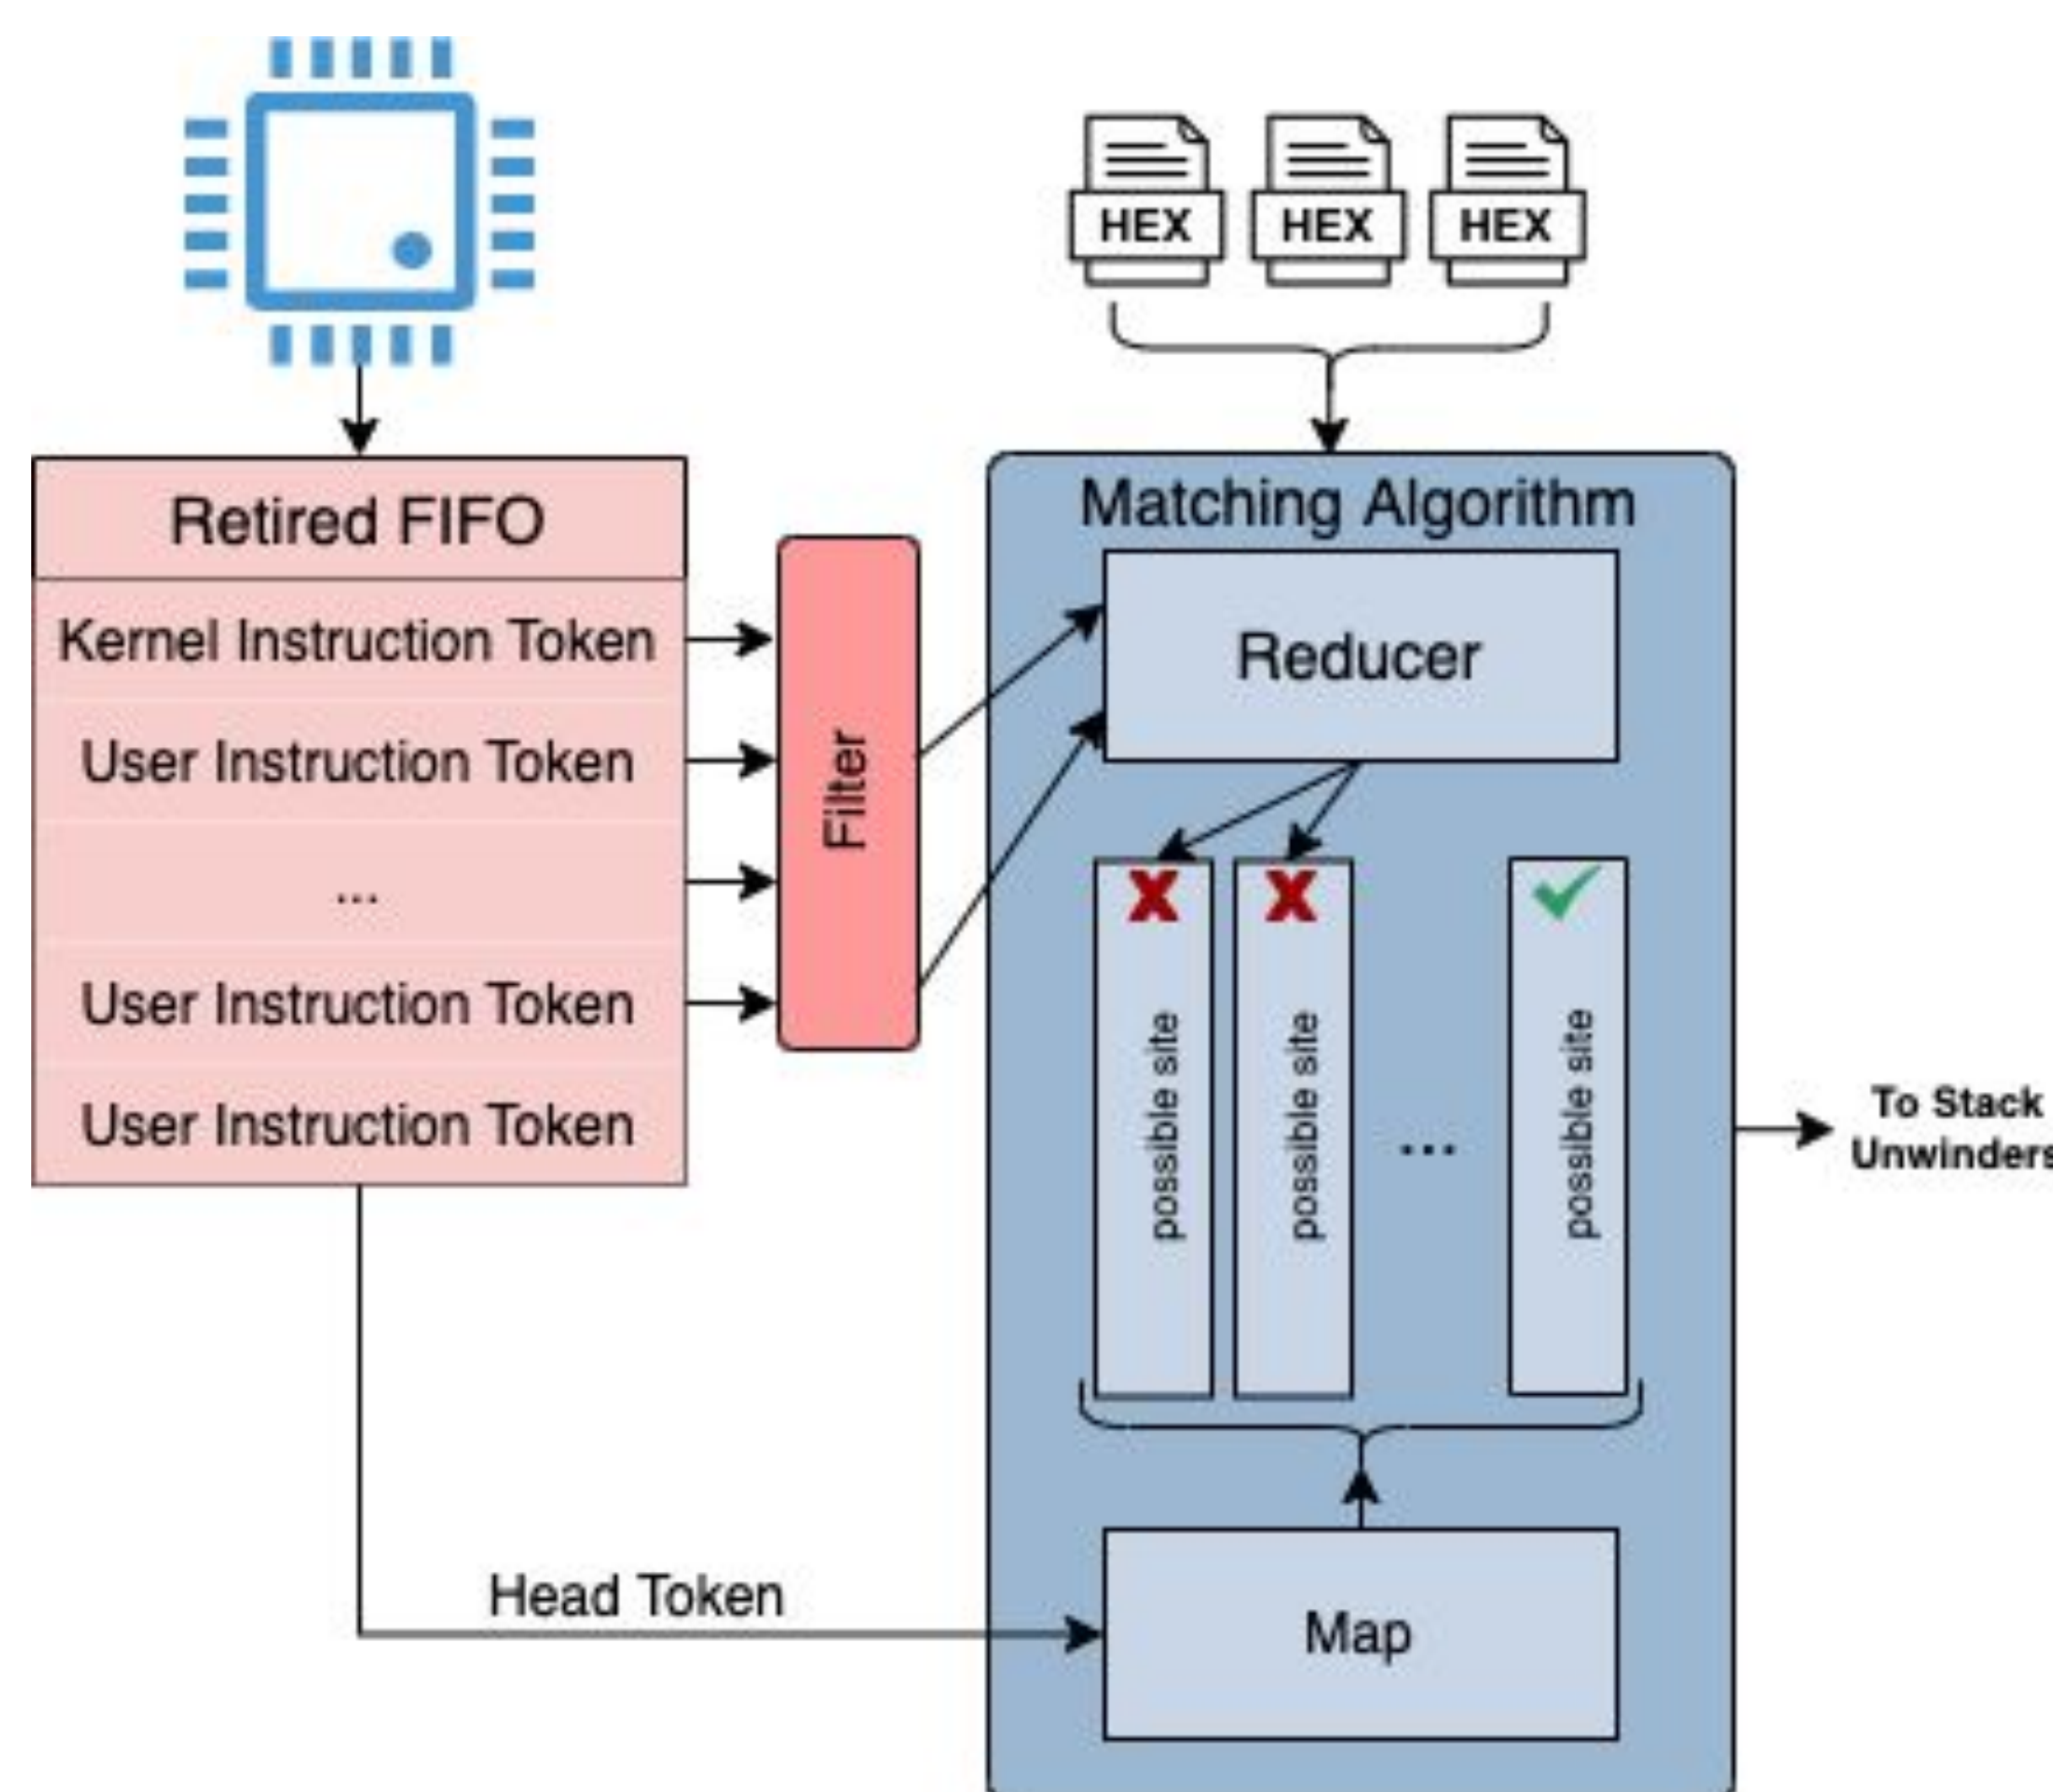 HEX HEX HEX
Retired FIFO
Kernel Instruction Token
User Instruction Token
...
User Instruction Token
User Instruction Token
Filter
Matching Algorithm
Reducer
possible site
possible site
...
possible site
Map
Head Token
To Stack
Unwinders